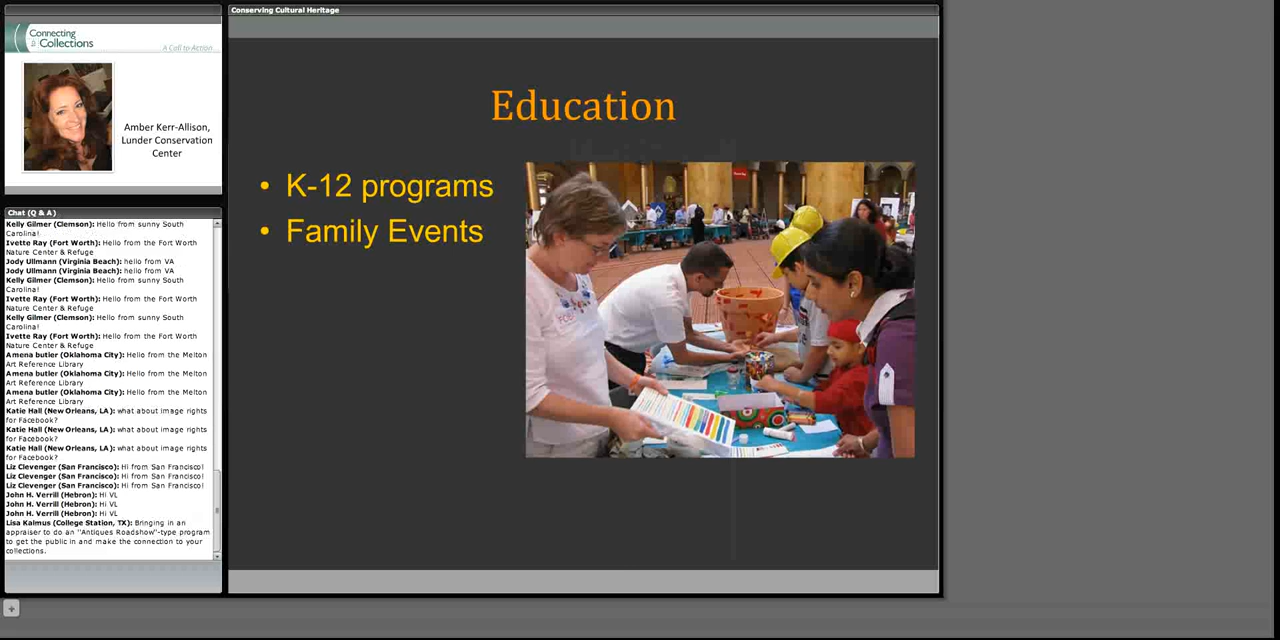 Conserving Cultural Heritage
Connecting
to Collections
A Call to Action
Amber Kerr-Allison,
Lunder Conservation
Center
Education
• K-12 programs
• Family Events
Chat (Q & A)
Kelly Gilmer (Clemson): Hello from sunny South
Carolina!
Ivette Ray (Fort Worth): Hello from the Fort Worth
Nature Center & Refuge
Jody Ullmann (Virginia Beach): hello from VA
Jody Ullmann (Virginia Beach): hello from VA
Kelly Gilmer (Clemson): Hello from sunny South
Carolina!
Ivette Ray (Fort Worth): Hello from the Fort Worth
Nature Center & Refuge
Kelly Gilmer (Clemson): Hello from sunny South
Carolina!
Ivette Ray (Fort Worth): Hello from the Fort Worth
Nature Center & Refuge
Amena butler (Oklahoma City): Hello from the Melton
Art Reference Library
Amena butler (Oklahoma City): Hello from the Melton
Art Reference Library
Amena butler (Oklahoma City): Hello from the Melton
Art Reference Library
Katie Hall (New Orleans, LA): what about image rights
for Facebook?
Katie Hall (New Orleans, LA): what about image rights
for Facebook?
Katie Hall (New Orleans, LA): what about image rights
for Facebook?
Liz Clevenger (San Francisco): Hi from San Francisco!
Liz Clevenger (San Francisco): Hi from San Francisco!
Liz Clevenger (San Francisco): Hi from San Francisco!
John H. Verrill (Hebron): Hi VL
John H. Verrill (Hebron): Hi VL
John H. Verrill (Hebron): Hi VL
Lisa Kalmus (College Station, TX): Bringing in an
appraiser to do an "Antiques Roadshow"-type program
to get the public in and make the connection to your
collections.